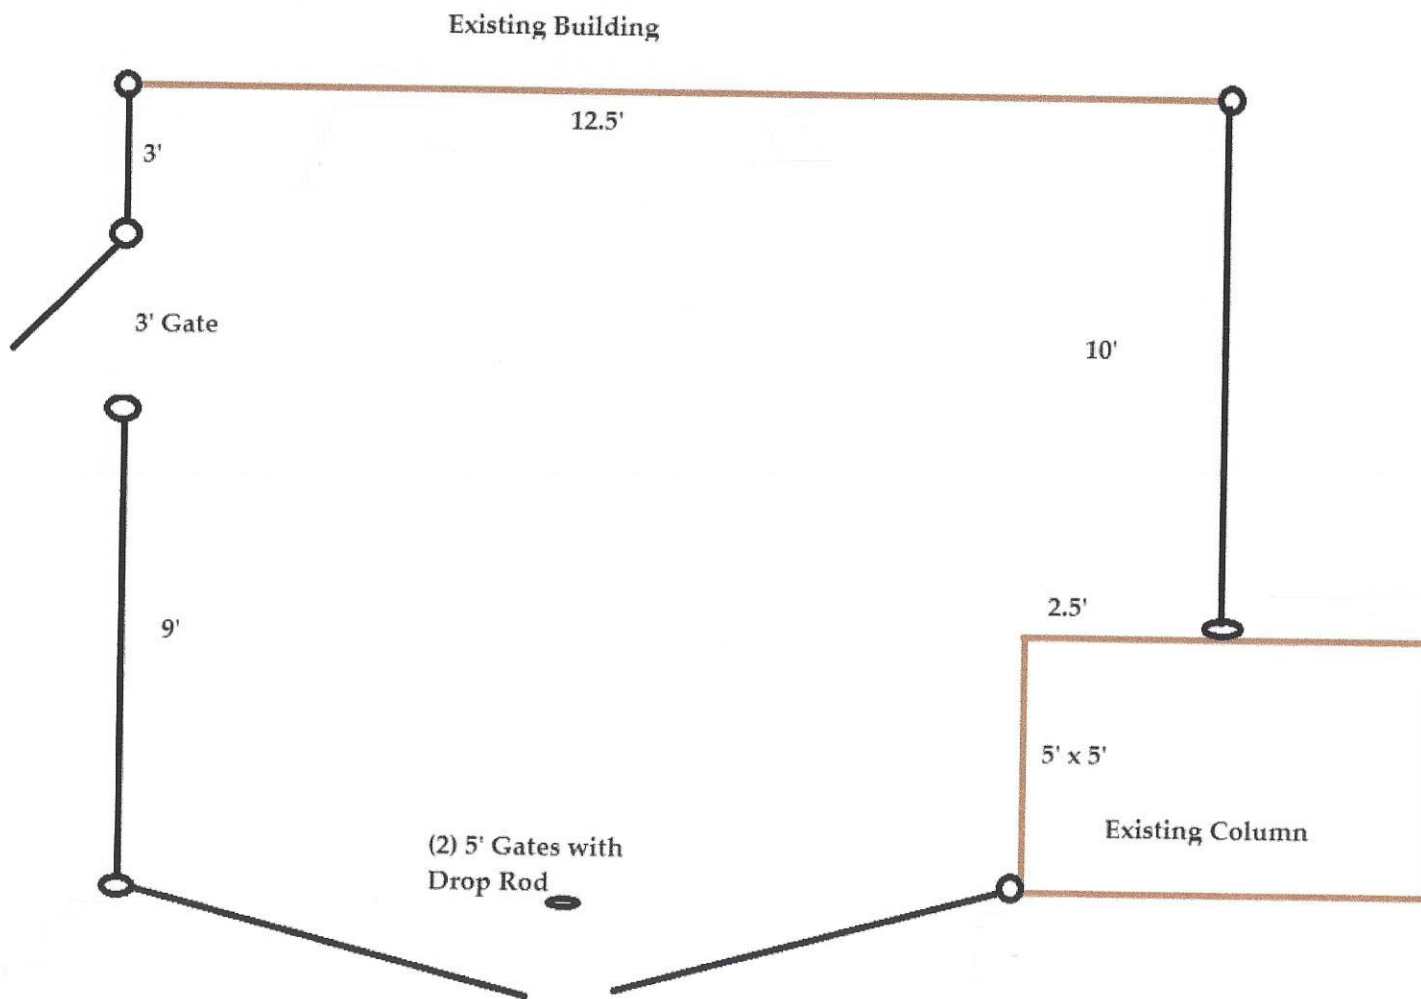 Existing Building
12.5'
3'
3' Gate
10'
2.5'
9'
5' x 5'
Existing Column
(2) 5' Gates with
Drop Rod